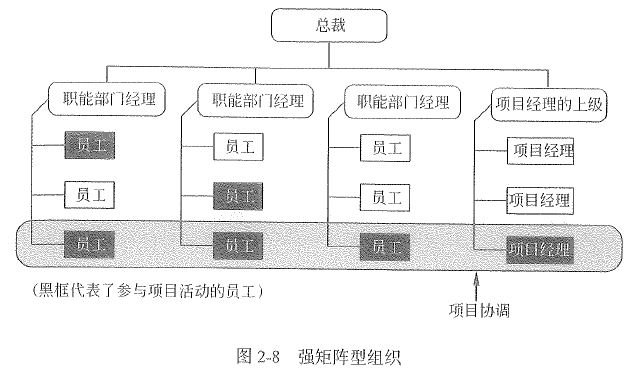 总裁
职能部门经理
职能部门经理
职能部门经理
项目经理的上级
员工
员工
员工
项目经理
员工
员工
员工
项目经理
员工
员工
员工
项目经理
(黑框代表了参与项目活动的员工)
项目协调
图 2-8 强矩阵型组织